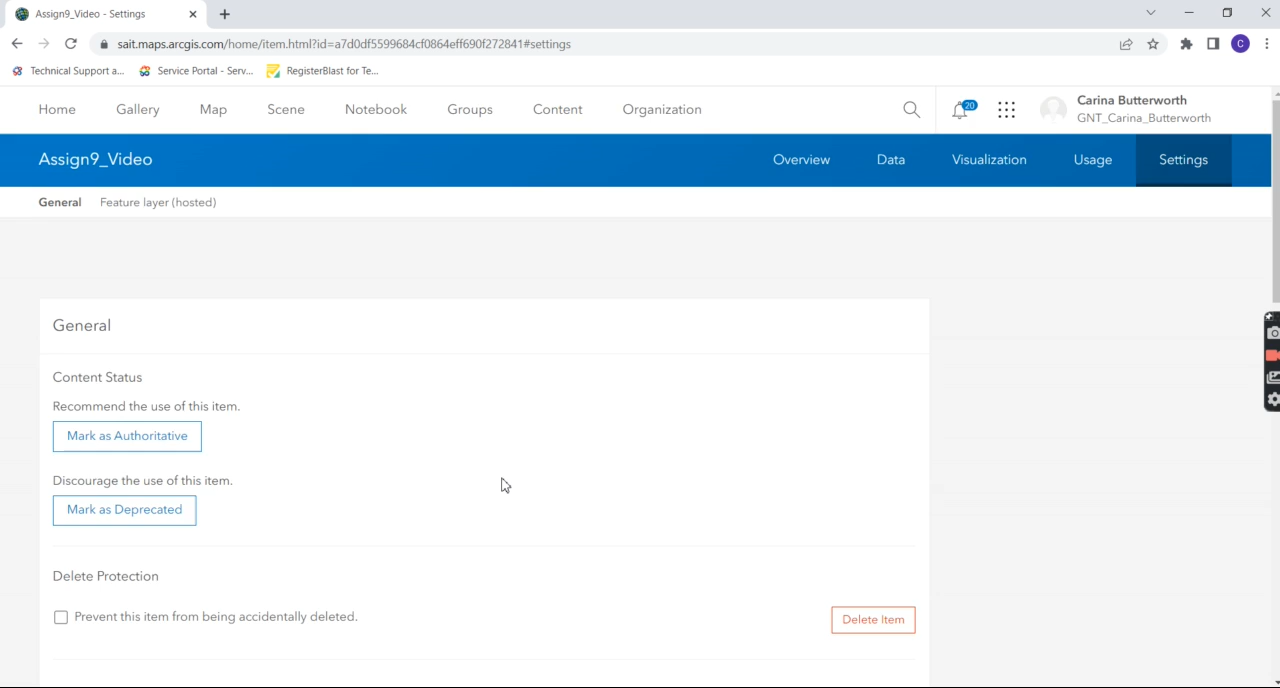 Assign9_Video - Settings
sait.maps.arcgis.com/home/item.html?id=a7d0df5599684cf0864eff690f272841#settings
C
Technical Support a... Service Portal - Serv... RegisterBlast for Te...
Home Gallery Map Scene Notebook Groups Content Organization 20 Carina Butterworth
GNT_Carina_Butterworth
Assign9_Video Overview Data Visualization Usage Settings
General Feature layer (hosted)
General
Content Status
Recommend the use of this item.
Mark as Authoritative
Discourage the use of this item.
Mark as Deprecated
Delete Protection
Prevent this item from being accidentally deleted. Delete Item